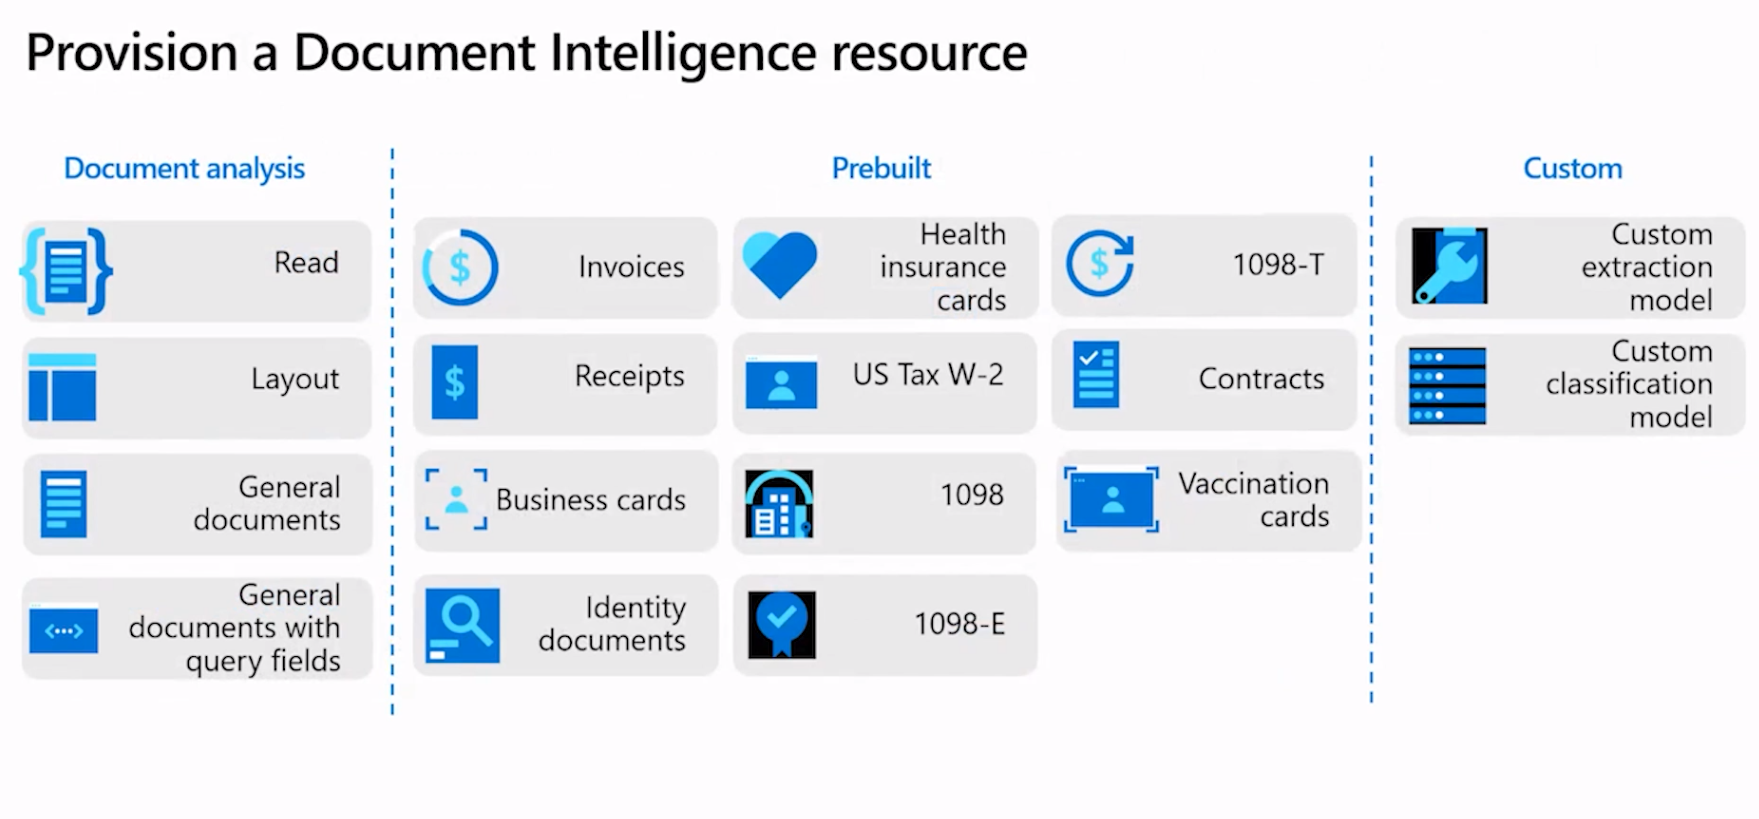 Provision a Document Intelligence resource
Document analysis
Read
Layout
General
documents
General
documents with
query fields
Prebuilt
Invoices
Receipts
Business cards
Identity
documents
Health
insurance
cards
US Tax W-2
1098
1098-E
1098-T
Contracts
Vaccination
cards
Custom
Custom
extraction
model
Custom
classification
model